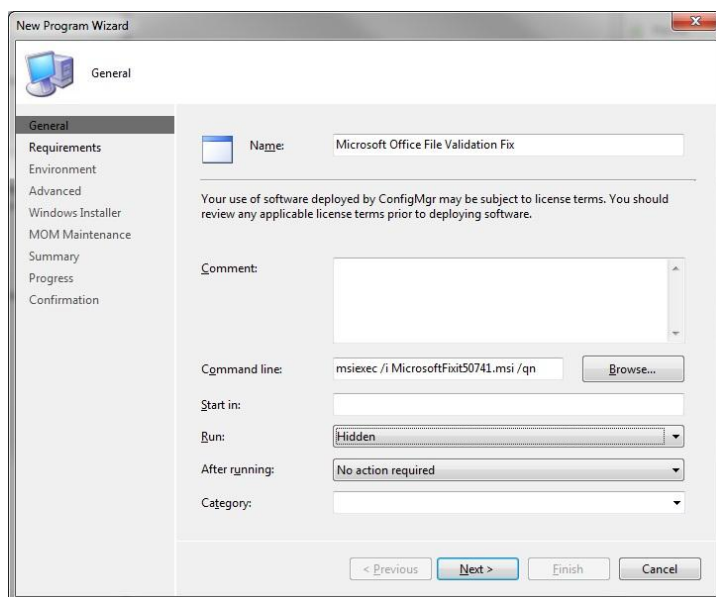 New Program Wizard
General
General
Requirements
Environment
Advanced
Windows Installer
MOM Maintenance
Summary
Progress
Confirmation
Name: Microsoft Office File Validation Fix
Your use of software deployed by ConfigMgr may be subject to license terms. You should
review any applicable license terms prior to deploying software.
Comment:
Command line: msiexec /i MicrosoftFixit50741.msi /qn Browse...
Start in:
Run: Hidden
After running: No action required
Category:
< Previous Next > Finish Cancel